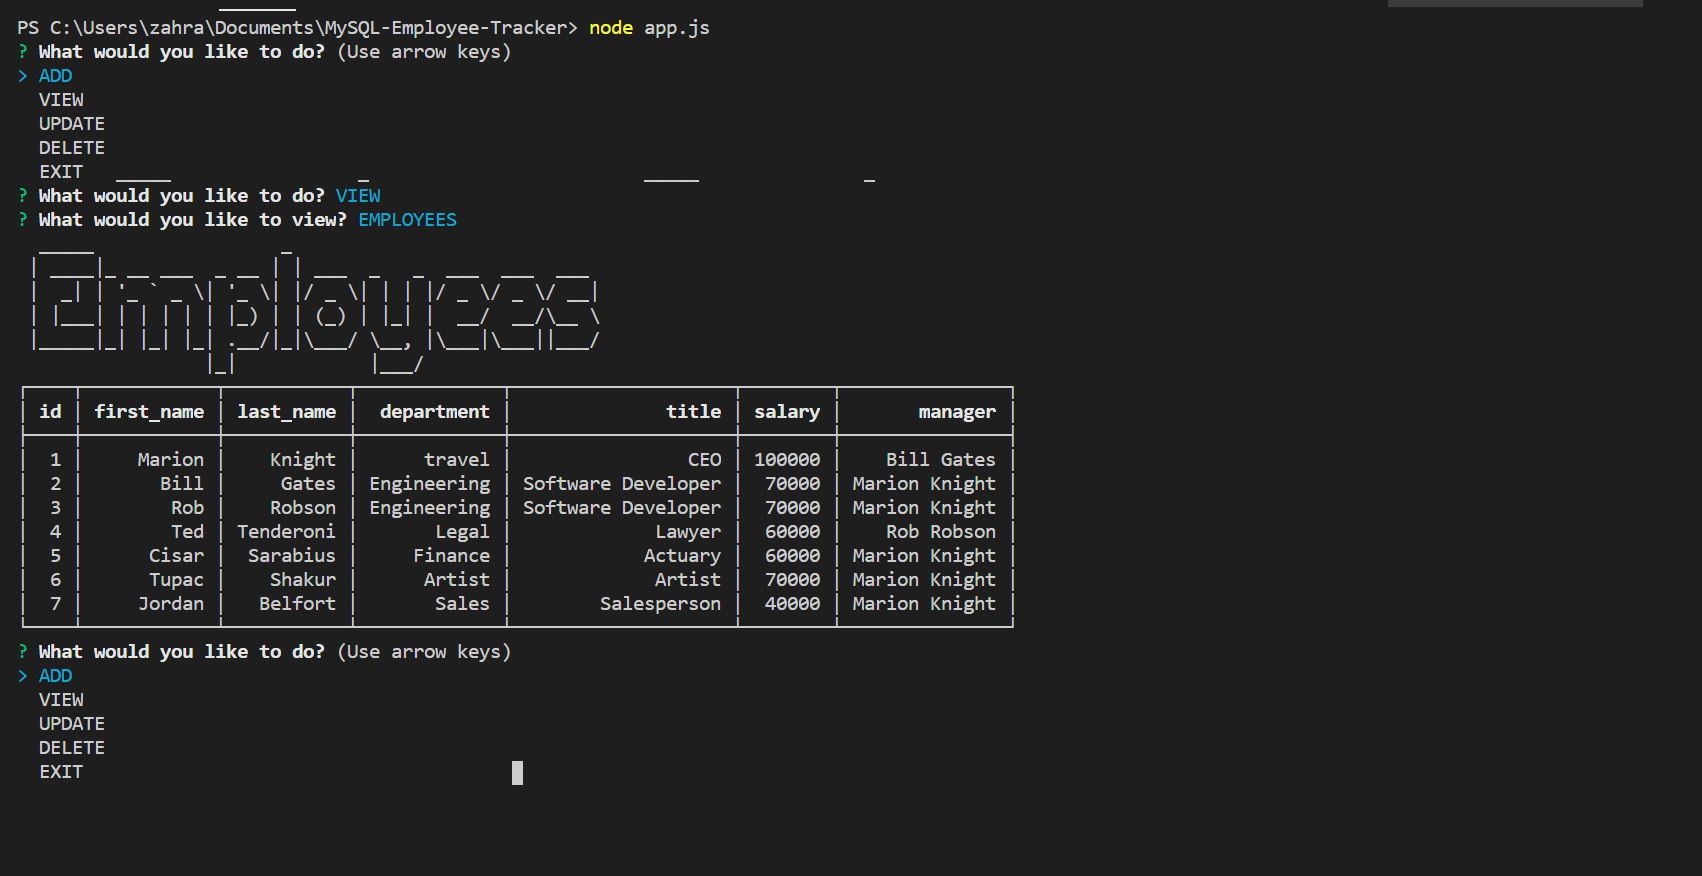 PS C:\Users\zahra\Documents\MySQL-Employee-Tracker> node app.js
? What would you like to do? (Use arrow keys)
> ADD
VIEW
UPDATE
DELETE
EXIT
? What would you like to do? VIEW
? What would you like to view? EMPLOYEES
Employees
id first_name last_name department title salary manager
1 Marion Knight travel CEO 100000 Bill Gates
2 Bill Gates Engineering Software Developer 70000 Marion Knight
3 Rob Robson Engineering Software Developer 70000 Marion Knight
4 Ted Tenderoni Legal Lawyer 60000 Rob Robson
5 Cisar Sarabius Finance Actuary 60000 Marion Knight
6 Tupac Shakur Artist Artist 70000 Marion Knight
7 Jordan Belfort Sales Salesperson 40000 Marion Knight
? What would you like to do? (Use arrow keys)
> ADD
VIEW
UPDATE
DELETE
EXIT